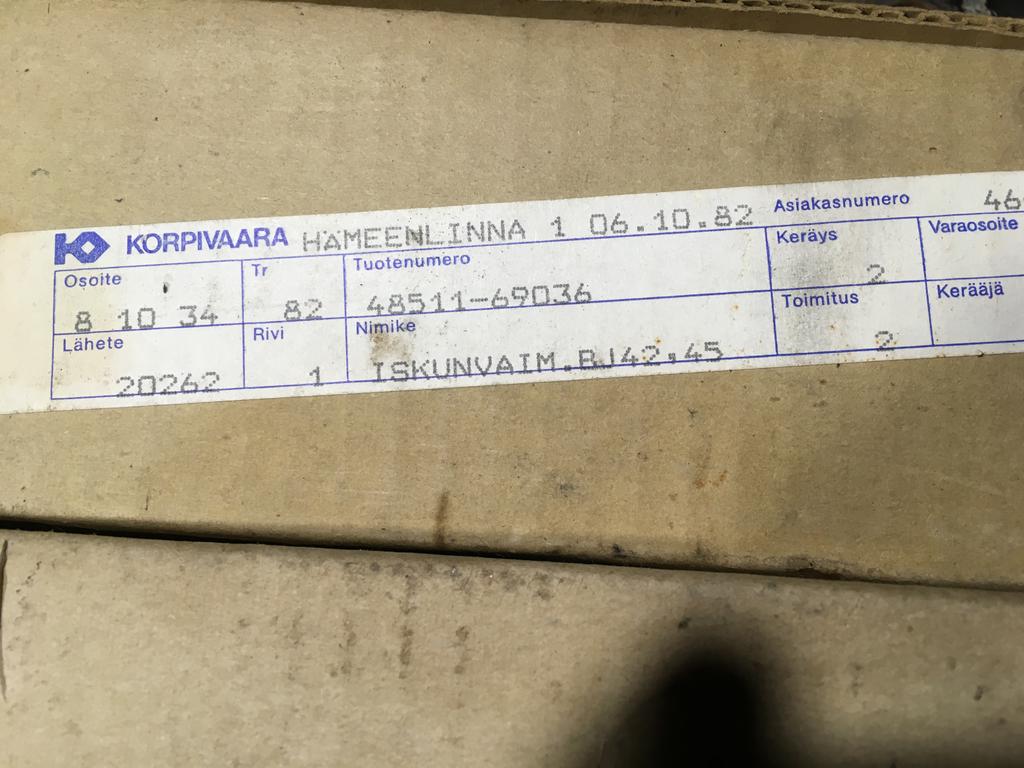 KORPIVAARA HÄMEENLINNA 1 06.10.82 Asiakasnumero 46
Osoite Tr Tuotenumero Keräys Varaosoite
8 10 34 82 48511-69036 2
Lähete Rivi Nimike Toimitus Kerääjä
20262 1 ISKUNVAIM.BJ42,45 2